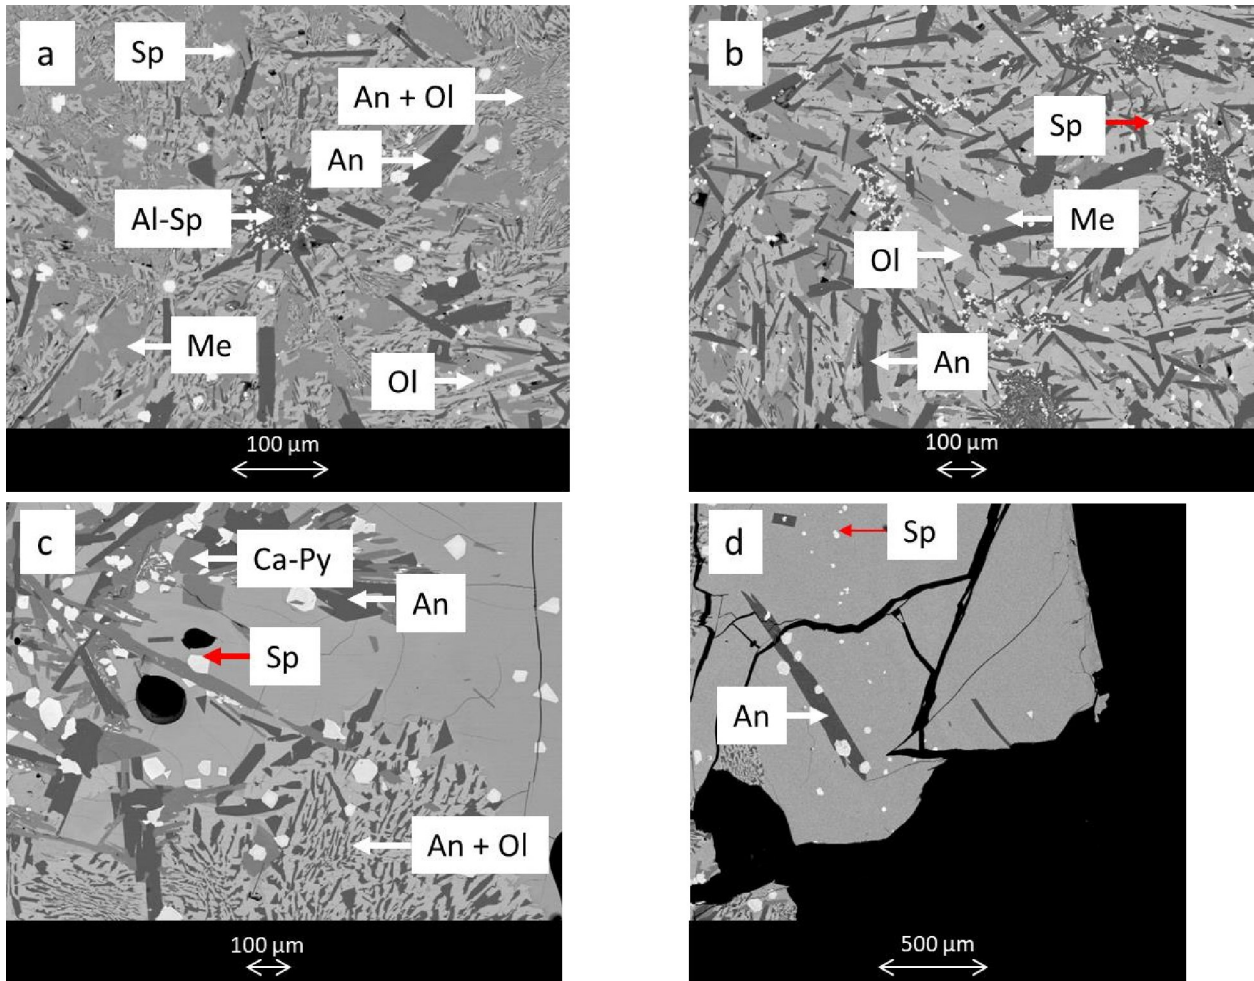 a
Sp
An + Ol
An
Al-Sp
Me
Ol
100 µm
b
Sp
Me
Ol
An
100 µm
c
Ca-Py
An
Sp
An + Ol
100 µm
d
Sp
An
500 µm